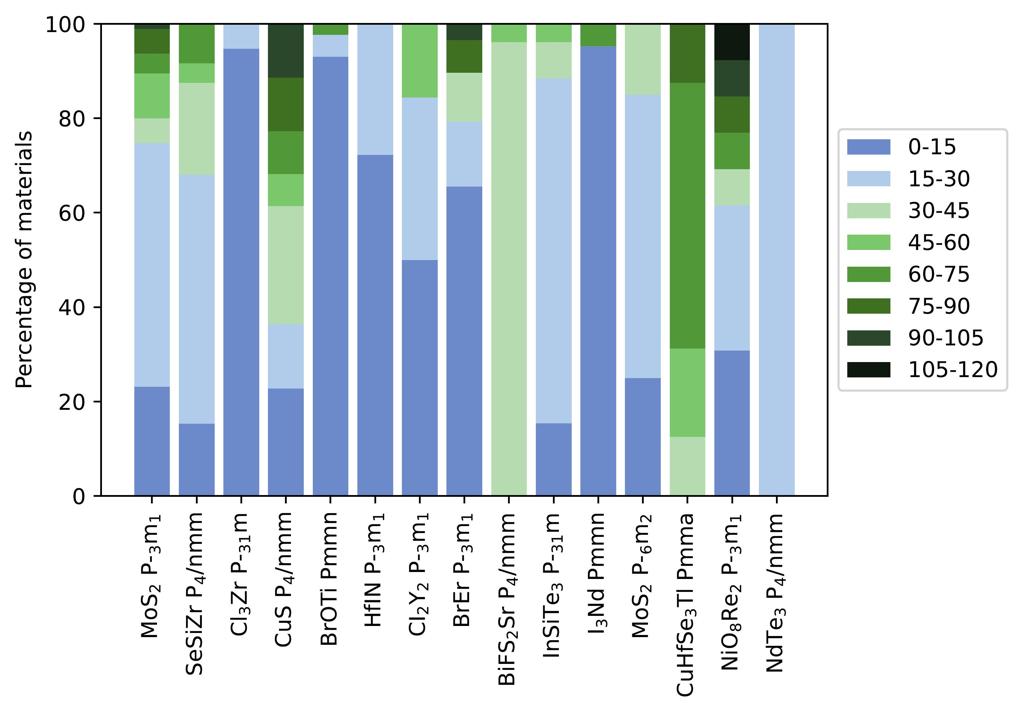 Percentage of materials
100
80
60
40
20
0
MoS₂ P-₃m₁
SeSiZr P₄/nmm
Cl₃Zr P-₃₁m
CuS P₄/nmm
BrOTi Pmmn
HfIN P-₃m₁
Cl₂Y₂ P-₃m₁
BrEr P-₃m₁
BiFS₂Sr P₄/nmm
InSiTe₃ P-₃₁m
I₃Nd Pmmn
MoS₂ P-₆m₂
CuHfSe₃Tl Pmma
NiO₈Re₂ P-₃m₁
NdTe₃ P₄/nmm
0-15
15-30
30-45
45-60
60-75
75-90
90-105
105-120